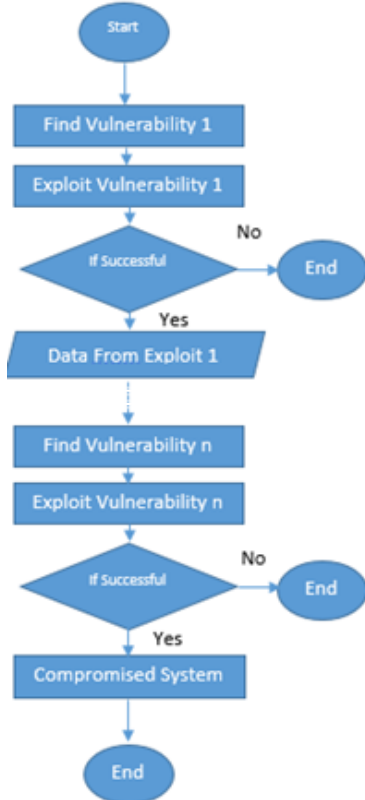 Start
Find Vulnerability 1
Exploit Vulnerability 1
If Successful
No
End
Yes
Data From Exploit 1
Find Vulnerability n
Exploit Vulnerability n
If Successful
No
End
Yes
Compromised System
End